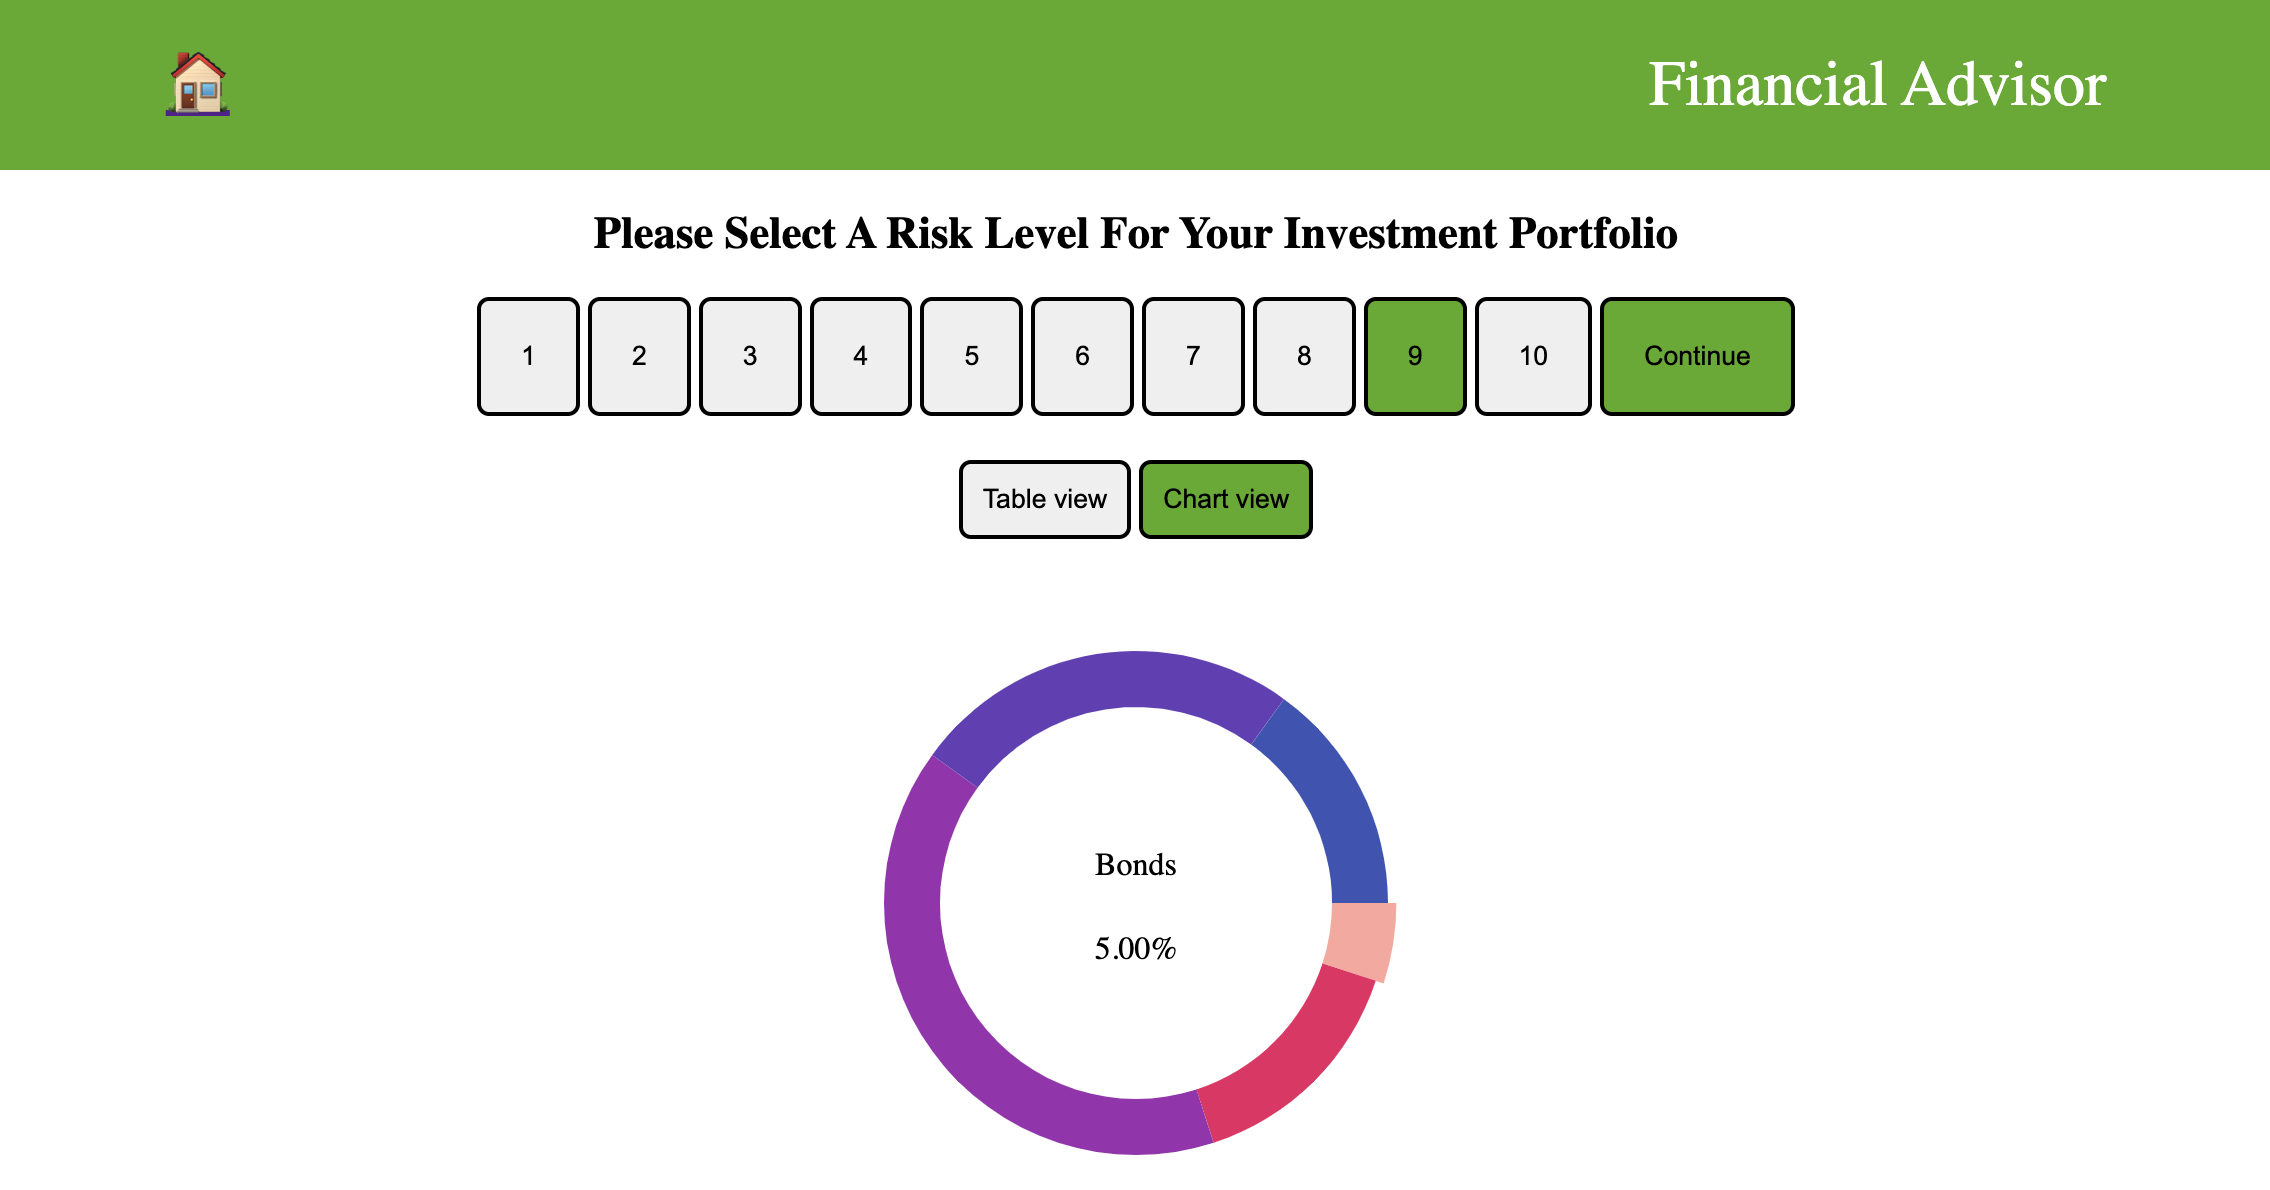 Financial Advisor
Please Select A Risk Level For Your Investment Portfolio
1 2 3 4 5 6 7 8 9 10 Continue
Table view Chart view
Bonds
5.00%